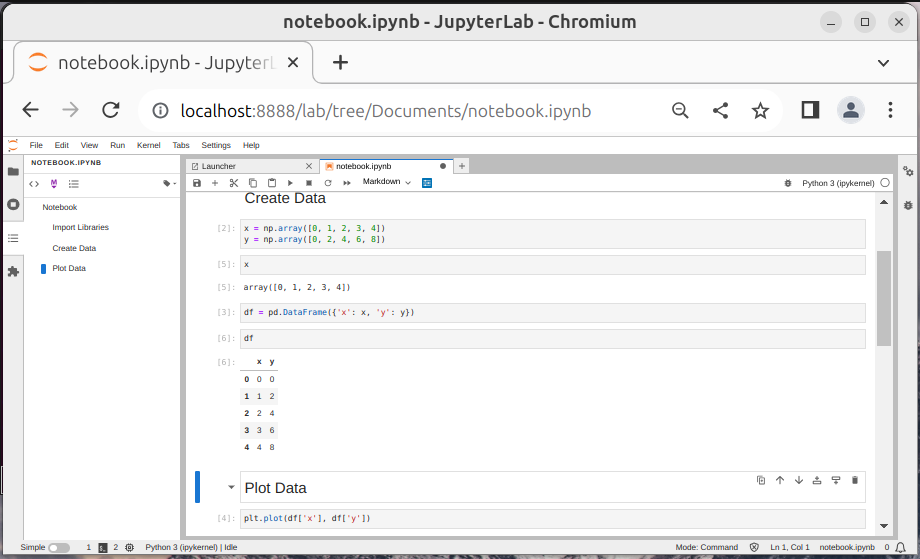 notebook.ipynb - JupyterLab - Chromium
notebook.ipynb - JupyterL
localhost:8888/lab/tree/Documents/notebook.ipynb
File Edit View Run Kernel Tabs Settings Help
NOTEBOOK.IPYNB
Launcher
notebook.ipynb
Markdown
Python 3 (ipykernel)
Notebook
Import Libraries
Create Data
Plot Data
Create Data
[2]: x = np.array([0, 1, 2, 3, 4])
y = np.array([0, 2, 4, 6, 8])
[5]: x
[5]: array([0, 1, 2, 3, 4])
[3]: df = pd.DataFrame({'x': x, 'y': y})
[6]: df
[6]: x y
0 0 0
1 1 2
2 2 4
3 3 6
4 4 8
Plot Data
[4]: plt.plot(df['x'], df['y'])
Simple 1 2 Python 3 (ipykernel) | Idle Mode: Command Ln 1, Col 1 notebook.ipynb 0